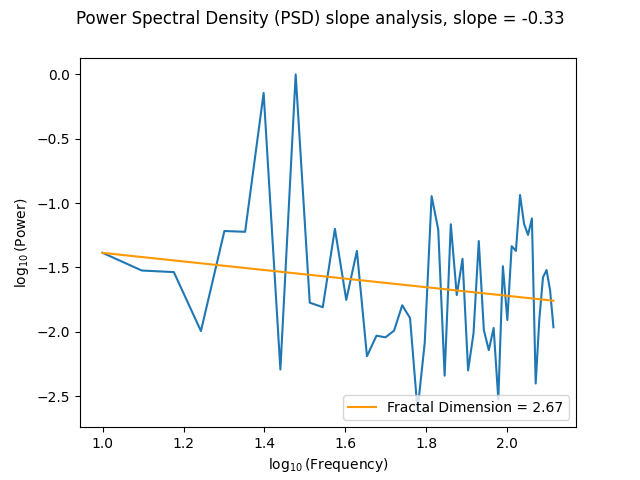 Power Spectral Density (PSD) slope analysis, slope = -0.33
0.0
−0.5
−1.0
−1.5
−2.0
−2.5
log10(Power)
Fractal Dimension = 2.67
1.0 1.2 1.4 1.6 1.8 2.0
log10(Frequency)